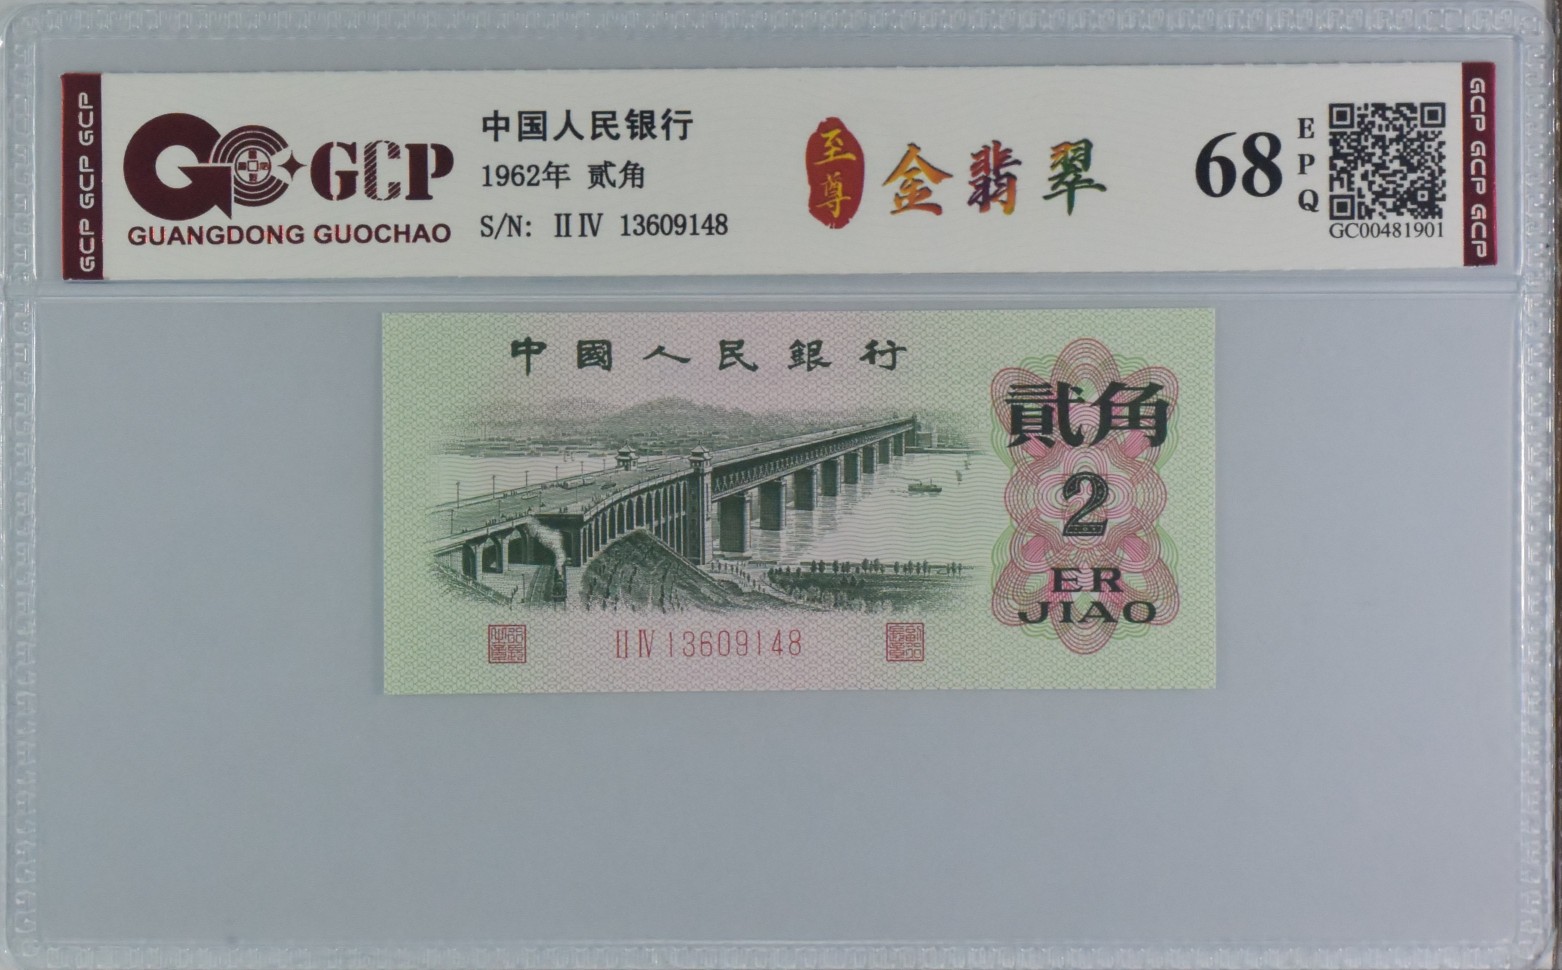 GCP GCP GCP
GCP
GUANGDONG GUOCHAO
中国人民银行
1962年 贰角
S/N: ⅡⅣ 13609148
至尊
金翡翠
68
EPQ
GC00481901
GCP GCP GCP
中國人民銀行
貳角
2
ER
JIAO
ⅡⅣ13609148